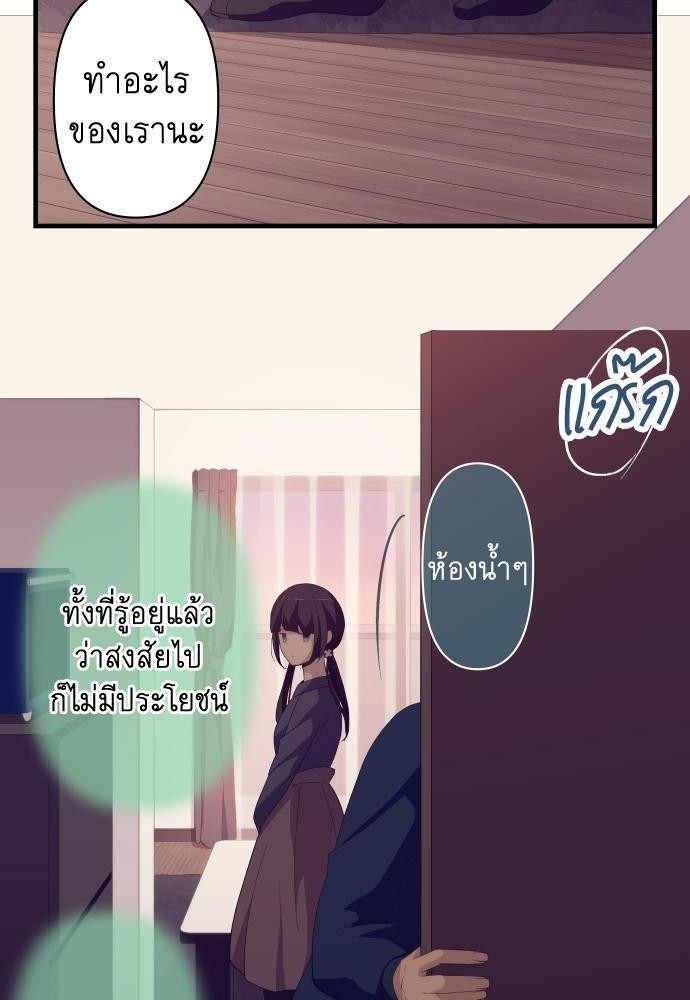 ทำอะไร
ของเรานะ
แกร๊ก
ห้องน้ำๆ
ทั้งที่รู้อยู่แล้ว
ว่าสงสัยไป
ก็ไม่มีประโยชน์